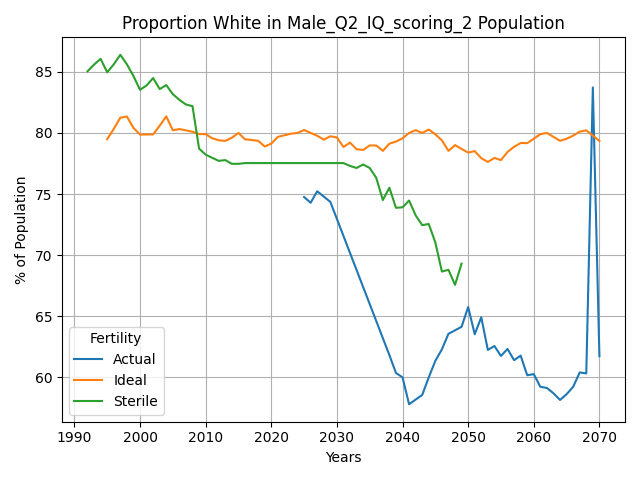 Proportion White in Male_Q2_IQ_scoring_2 Population
% of Population
85
80
75
70
65
60
Fertility
Actual
Ideal
Sterile
1990 2000 2010 2020 2030 2040 2050 2060 2070
Years